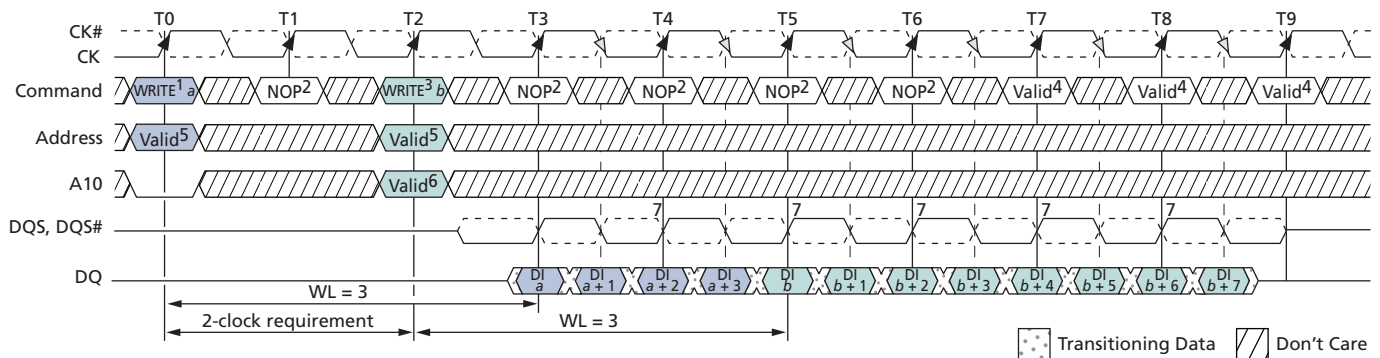 T0 T1 T2 T3 T4 T5 T6 T7 T8 T9
CK#
CK
Command WRITE1 a NOP2 WRITE3 b NOP2 NOP2 NOP2 NOP2 Valid4 Valid4 Valid4
Address Valid5 Valid5
A10 Valid6
7 7 7 7 7
DQS, DQS#
DI DI DI DI DI DI DI DI DI DI DI DI
DQ a a + 1 a + 2 a + 3 b b + 1 b + 2 b + 3 b + 4 b + 5 b + 6 b + 7
WL = 3
2-clock requirement WL = 3
Transitioning Data Don't Care